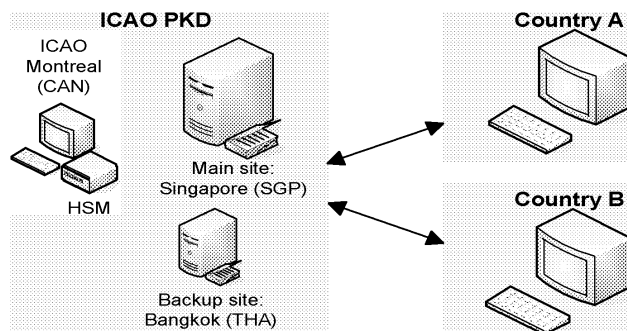 ICAO PKD
ICAO
Montreal
(CAN)
HSM
Main site:
Singapore (SGP)
Backup site:
Bangkok (THA)
Country A
Country B